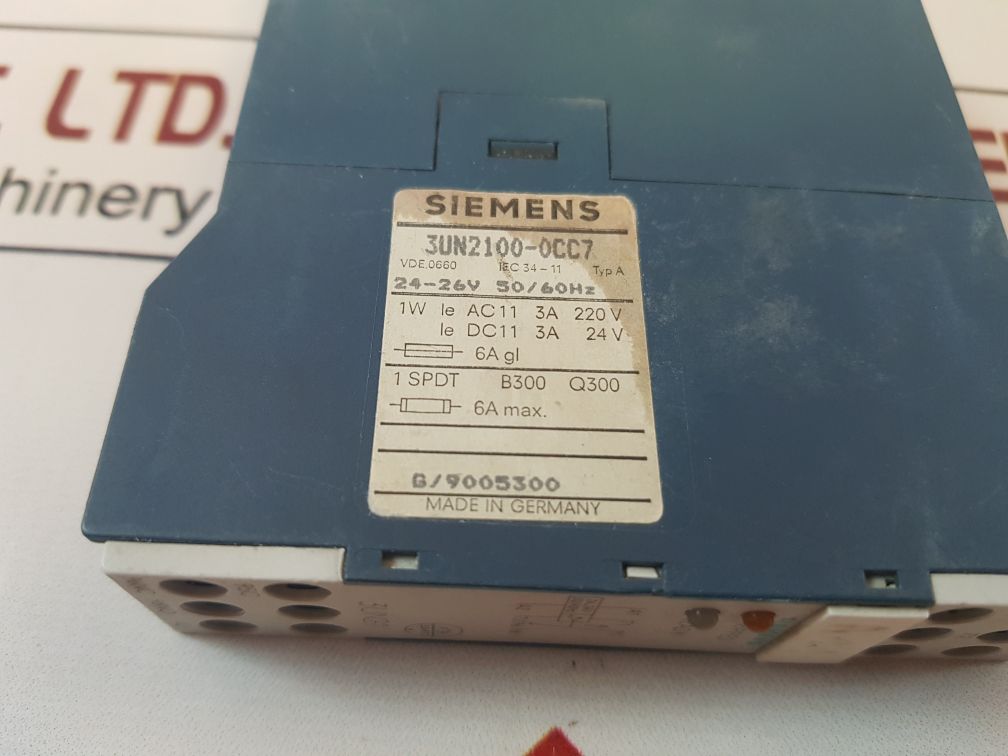 LTD.
hinery
SIEMENS
3UN2100-0CC7
VDE.0660 IEC 34-11 Typ A
24-26V 50/60Hz
1W Ie AC11 3A 220V
Ie DC11 3A 24V
6A gl
1 SPDT B300 Q300
6A max.
G/9005300
MADE IN GERMANY